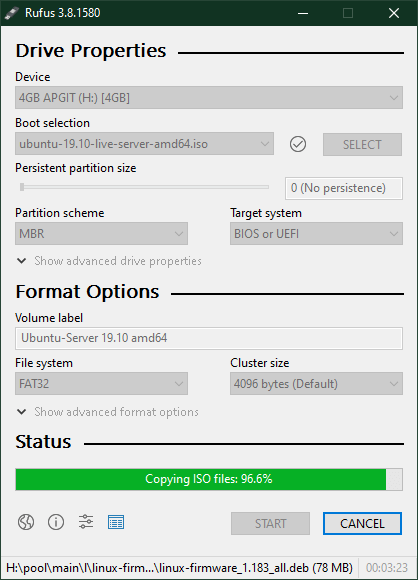 Rufus 3.8.1580
Drive Properties
Device
4GB APGIT (H:) [4GB]
Boot selection
ubuntu-19.10-live-server-amd64.iso
SELECT
Persistent partition size
0 (No persistence)
Partition scheme
Target system
MBR
BIOS or UEFI
Show advanced drive properties
Format Options
Volume label
Ubuntu-Server 19.10 amd64
File system
Cluster size
FAT32
4096 bytes (Default)
Show advanced format options
Status
Copying ISO files: 96.6%
START
CANCEL
H:\pool\main\l\linux-firm...\linux-firmware_1.183_all.deb (78 MB)
00:03:23